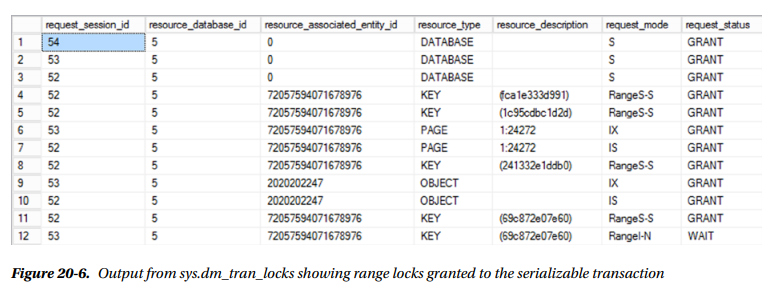 request_session_id resource_database_id resource_associated_entity_id resource_type resource_description request_mode request_status
1 54 5 0 DATABASE S GRANT
2 53 5 0 DATABASE S GRANT
3 52 5 0 DATABASE S GRANT
4 52 5 72057594071678976 KEY (fca1e333d991) RangeS-S GRANT
5 52 5 72057594071678976 KEY (1c95cdbc1d2d) RangeS-S GRANT
6 53 5 72057594071678976 PAGE 1:24272 IX GRANT
7 52 5 72057594071678976 PAGE 1:24272 IS GRANT
8 52 5 72057594071678976 KEY (241332e1ddb0) RangeS-S GRANT
9 53 5 2020202247 OBJECT IX GRANT
10 52 5 2020202247 OBJECT IS GRANT
11 52 5 72057594071678976 KEY (69c872e07e60) RangeS-S GRANT
12 53 5 72057594071678976 KEY (69c872e07e60) RangeI-N WAIT
Figure 20-6. Output from sys.dm_tran_locks showing range locks granted to the serializable transaction